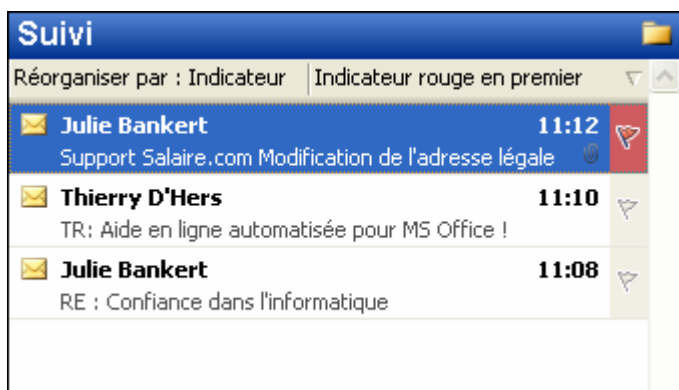 Suivi
Réorganiser par : Indicateur Indicateur rouge en premier
Julie Bankert 11:12
Support Salaire.com Modification de l'adresse légale
Thierry D'Hers 11:10
TR: Aide en ligne automatisée pour MS Office !
Julie Bankert 11:08
RE : Confiance dans l'informatique